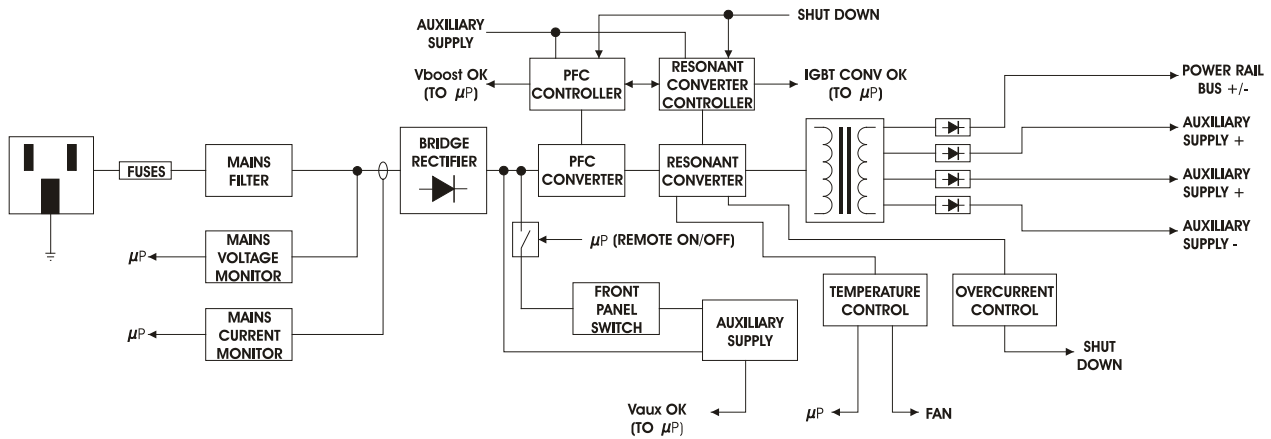 AUXILIARY
SUPPLY
SHUT DOWN
Vboost OK
(TO µP)
PFC
CONTROLLER
RESONANT
CONVERTER
CONTROLLER
IGBT CONV OK
(TO µP)
POWER RAIL
BUS +/-
AUXILIARY
SUPPLY +
AUXILIARY
SUPPLY +
AUXILIARY
SUPPLY -
FUSES
MAINS
FILTER
BRIDGE
RECTIFIER
PFC
CONVERTER
RESONANT
CONVERTER
µP
MAINS
VOLTAGE
MONITOR
µP (REMOTE ON/OFF)
µP
MAINS
CURRENT
MONITOR
FRONT
PANEL
SWITCH
AUXILIARY
SUPPLY
TEMPERATURE
CONTROL
OVERCURRENT
CONTROL
SHUT
DOWN
Vaux OK
(TO µP)
µP
FAN